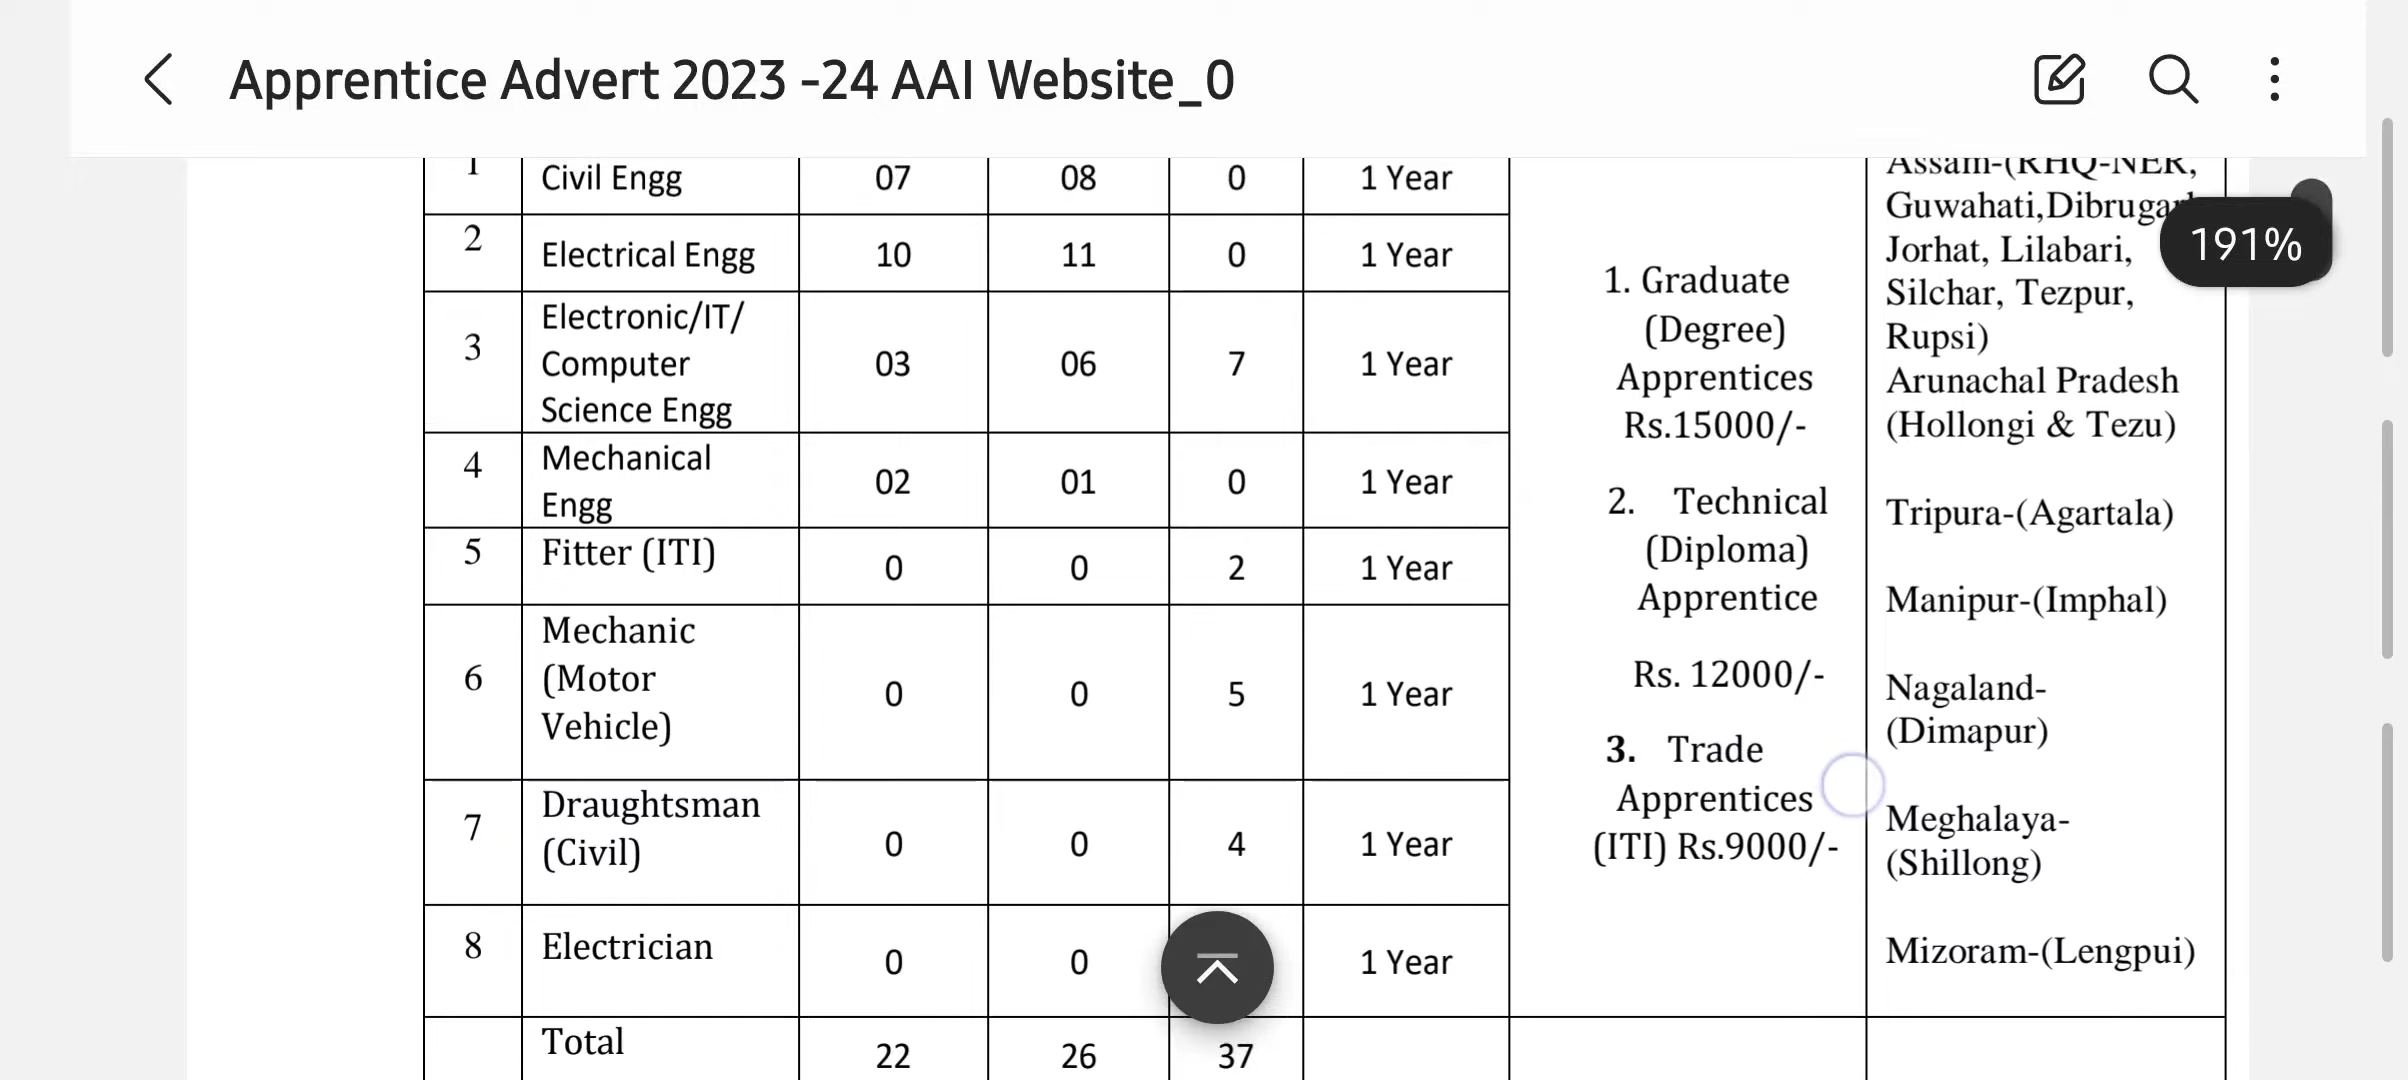 Apprentice Advert 2023 -24 AAI Website_0
191%
1 Civil Engg 07 08 0 1 Year
2 Electrical Engg 10 11 0 1 Year
3 Electronic/IT/
Computer 03 06 7 1 Year
Science Engg
4 Mechanical
Engg 02 01 0 1 Year
5 Fitter (ITI) 0 0 2 1 Year
6 Mechanic
(Motor 0 0 5 1 Year
Vehicle)
7 Draughtsman
(Civil) 0 0 4 1 Year
8 Electrician 0 0 1 Year
Total 22 26 37
1. Graduate
(Degree)
Apprentices
Rs.15000/-
2. Technical
(Diploma)
Apprentice
Rs. 12000/-
3. Trade
Apprentices
(ITI) Rs.9000/-
Assam-(RHQ-NER,
Guwahati,
Jorhat, Lilabari,
Silchar, Tezpur,
Rupsi)
Arunachal Pradesh
(Hollongi & Tezu)
Tripura-(Agartala)
Manipur-(Imphal)
Nagaland-
(Dimapur)
Meghalaya-
(Shillong)
Mizoram-(Lengpui)